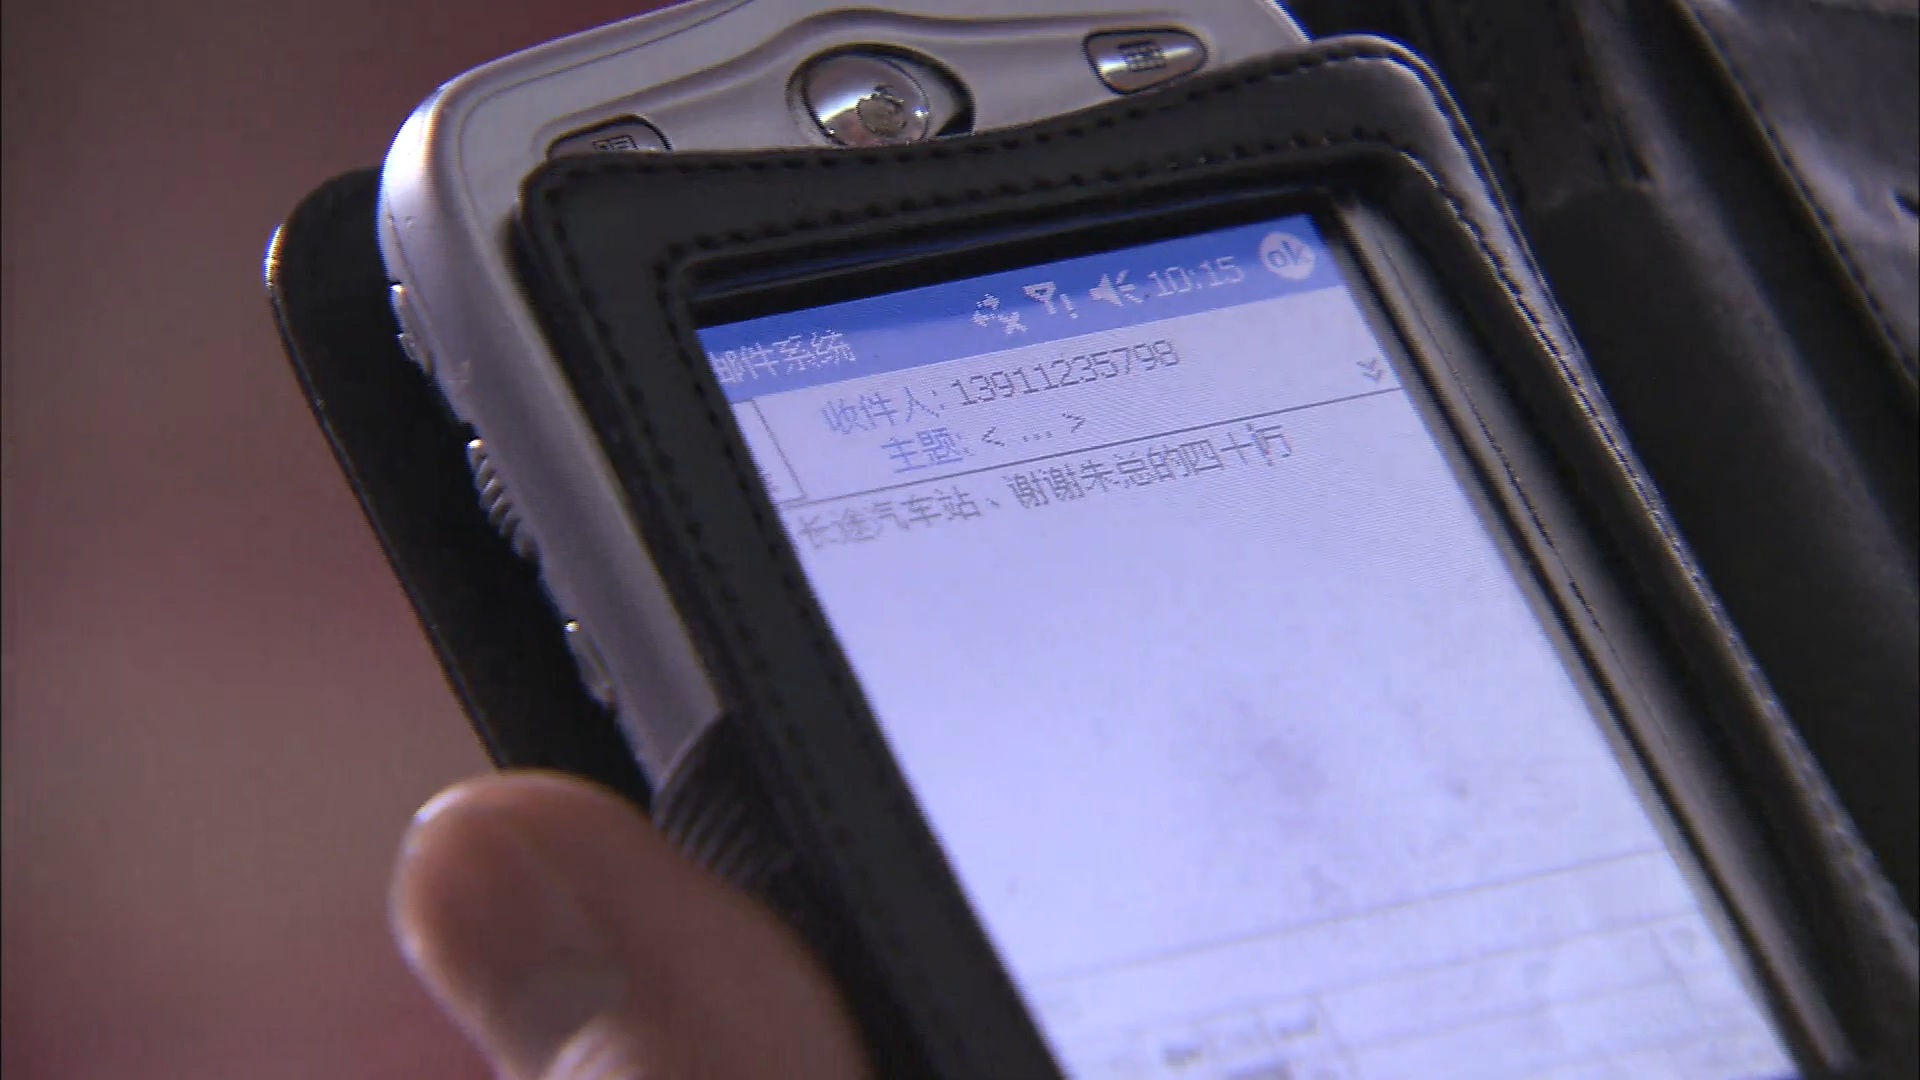 邮件系统 10:15 ok
收件人: 13911235798
主题: < ... >
长途汽车站、谢谢朱总的四十万